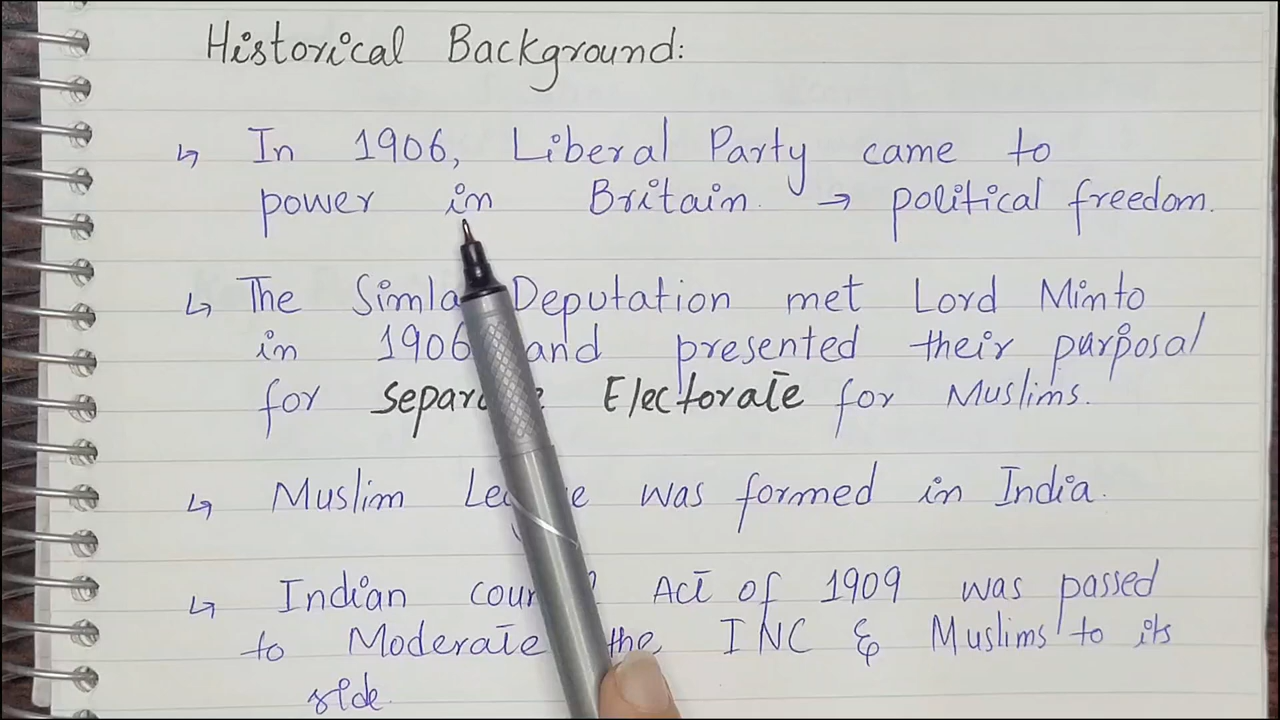 Historical Background:
↳ In 1906, Liberal Party came to
power in Britain. → political freedom.
↳ The Simla Deputation met Lord Minto
in 1906 and presented their purposal
for Electorate for Muslims.
↳ Muslim was formed in India.
↳ Indian Act of 1909 was passed
to Moderate the INC & Muslims to its
side.